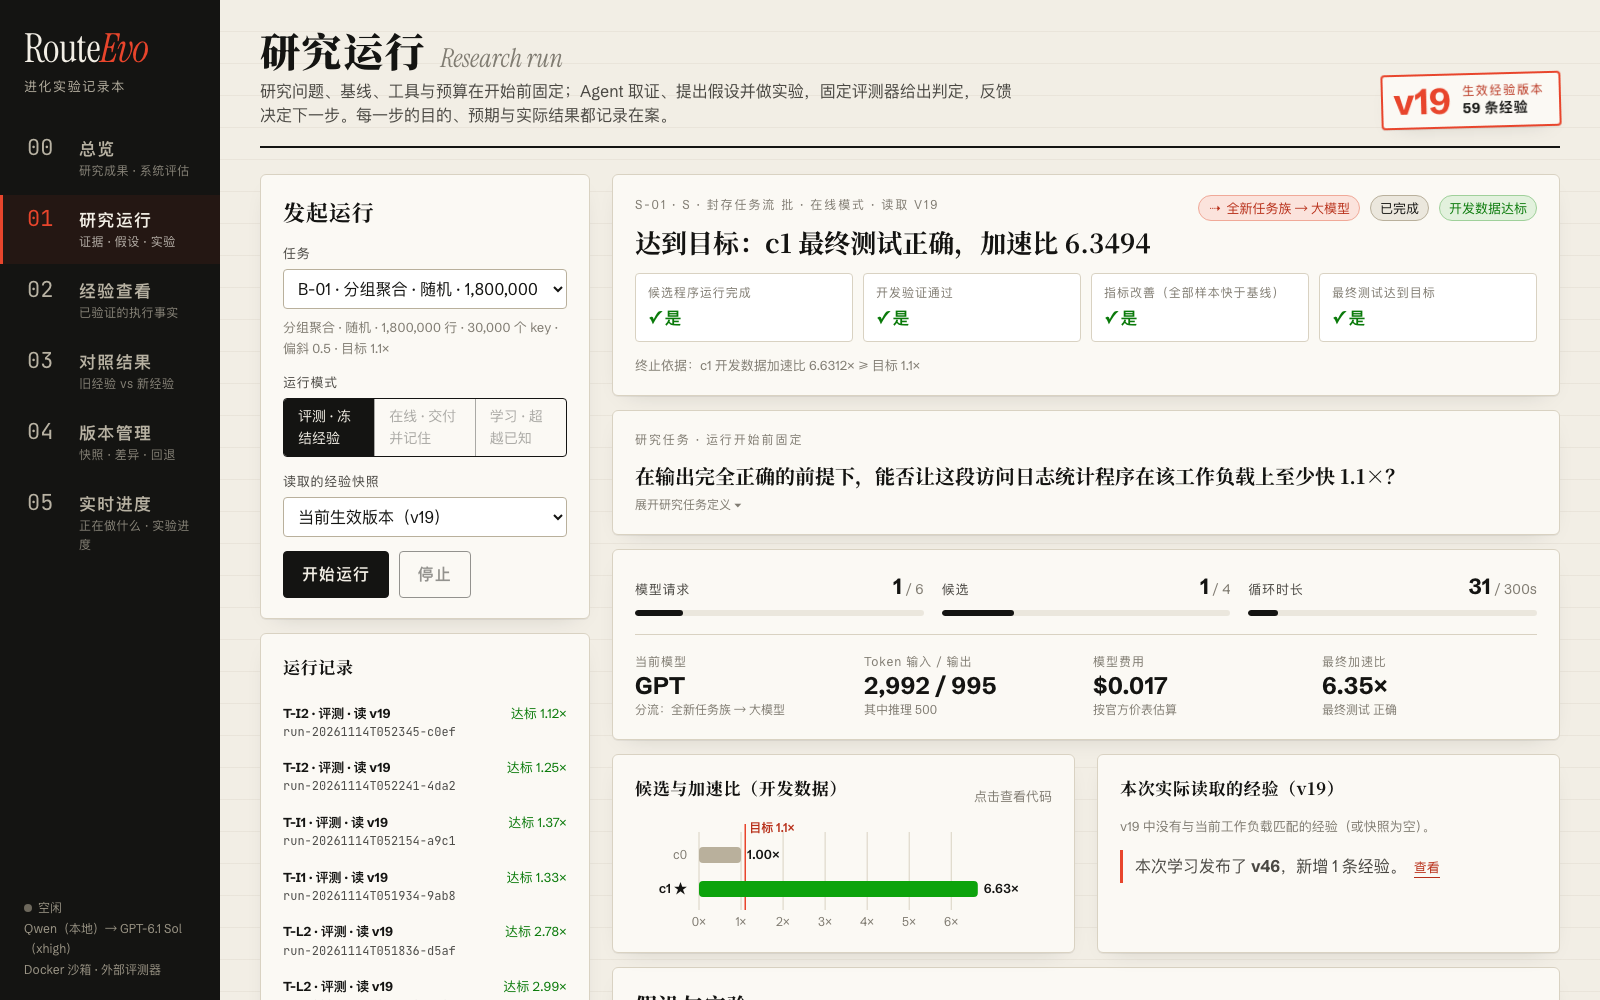 RouteEvo
进化实验记录本
00 总览
研究成果 · 系统评估
01 研究运行
证据 · 假设 · 实验
02 经验查看
已验证的执行事实
03 对照结果
旧经验 vs 新经验
04 版本管理
快照 · 差异 · 回退
05 实时进度
正在做什么 · 实验进
度
空闲
Qwen（本地）→ GPT-6.1 Sol
（xhigh）
Docker 沙箱 · 外部评测器
研究运行 Research run
研究问题、基线、工具与预算在开始前固定；Agent 取证、提出假设并做实验，固定评测器给出判定，反馈
决定下一步。每一步的目的、预期与实际结果都记录在案。
v19 生效经验版本
59 条经验
发起运行
任务
B-01 · 分组聚合 · 随机 · 1,800,000
分组聚合 · 随机 · 1,800,000 行 · 30,000 个 key ·
偏斜 0.5 · 目标 1.1×
运行模式
评测 · 冻
结经验
在线 · 交付
并记住
学习 · 超
越已知
读取的经验快照
当前生效版本（v19）
开始运行 停止
运行记录
T-I2 · 评测 · 读 v19 达标 1.12×
run-20261114T052345-c0ef
T-I2 · 评测 · 读 v19 达标 1.25×
run-20261114T052241-4da2
T-I1 · 评测 · 读 v19 达标 1.37×
run-20261114T052154-a9c1
T-I1 · 评测 · 读 v19 达标 1.33×
run-20261114T051934-9ab8
T-L2 · 评测 · 读 v19 达标 2.78×
run-20261114T051836-d5af
T-L2 · 评测 · 读 v19 达标 2.99×
S-01 · S · 封存任务流 批 · 在线模式 · 读取 V19
⇢ 全新任务族 → 大模型 已完成 开发数据达标
达到目标：c1 最终测试正确，加速比 6.3494
候选程序运行完成
✓ 是
开发验证通过
✓ 是
指标改善（全部样本快于基线）
✓ 是
最终测试达到目标
✓ 是
终止依据：c1 开发数据加速比 6.6312× ≥ 目标 1.1×
研究任务 · 运行开始前固定
在输出完全正确的前提下，能否让这段访问日志统计程序在该工作负载上至少快 1.1×？
展开研究任务定义 ▾
模型请求 1 / 6 候选 1 / 4 循环时长 31 / 300s
当前模型
GPT
分流：全新任务族 → 大模型
Token 输入 / 输出
2,992 / 995
其中推理 500
模型费用
$0.017
按官方价表估算
最终加速比
6.35×
最终测试 正确
候选与加速比（开发数据） 点击查看代码
目标 1.1×
c0 1.00×
c1 ★ 6.63×
0× 1× 2× 3× 4× 5× 6×
本次实际读取的经验（v19）
v19 中没有与当前工作负载匹配的经验（或快照为空）。
本次学习发布了 v46，新增 1 条经验。 查看
假设与实验